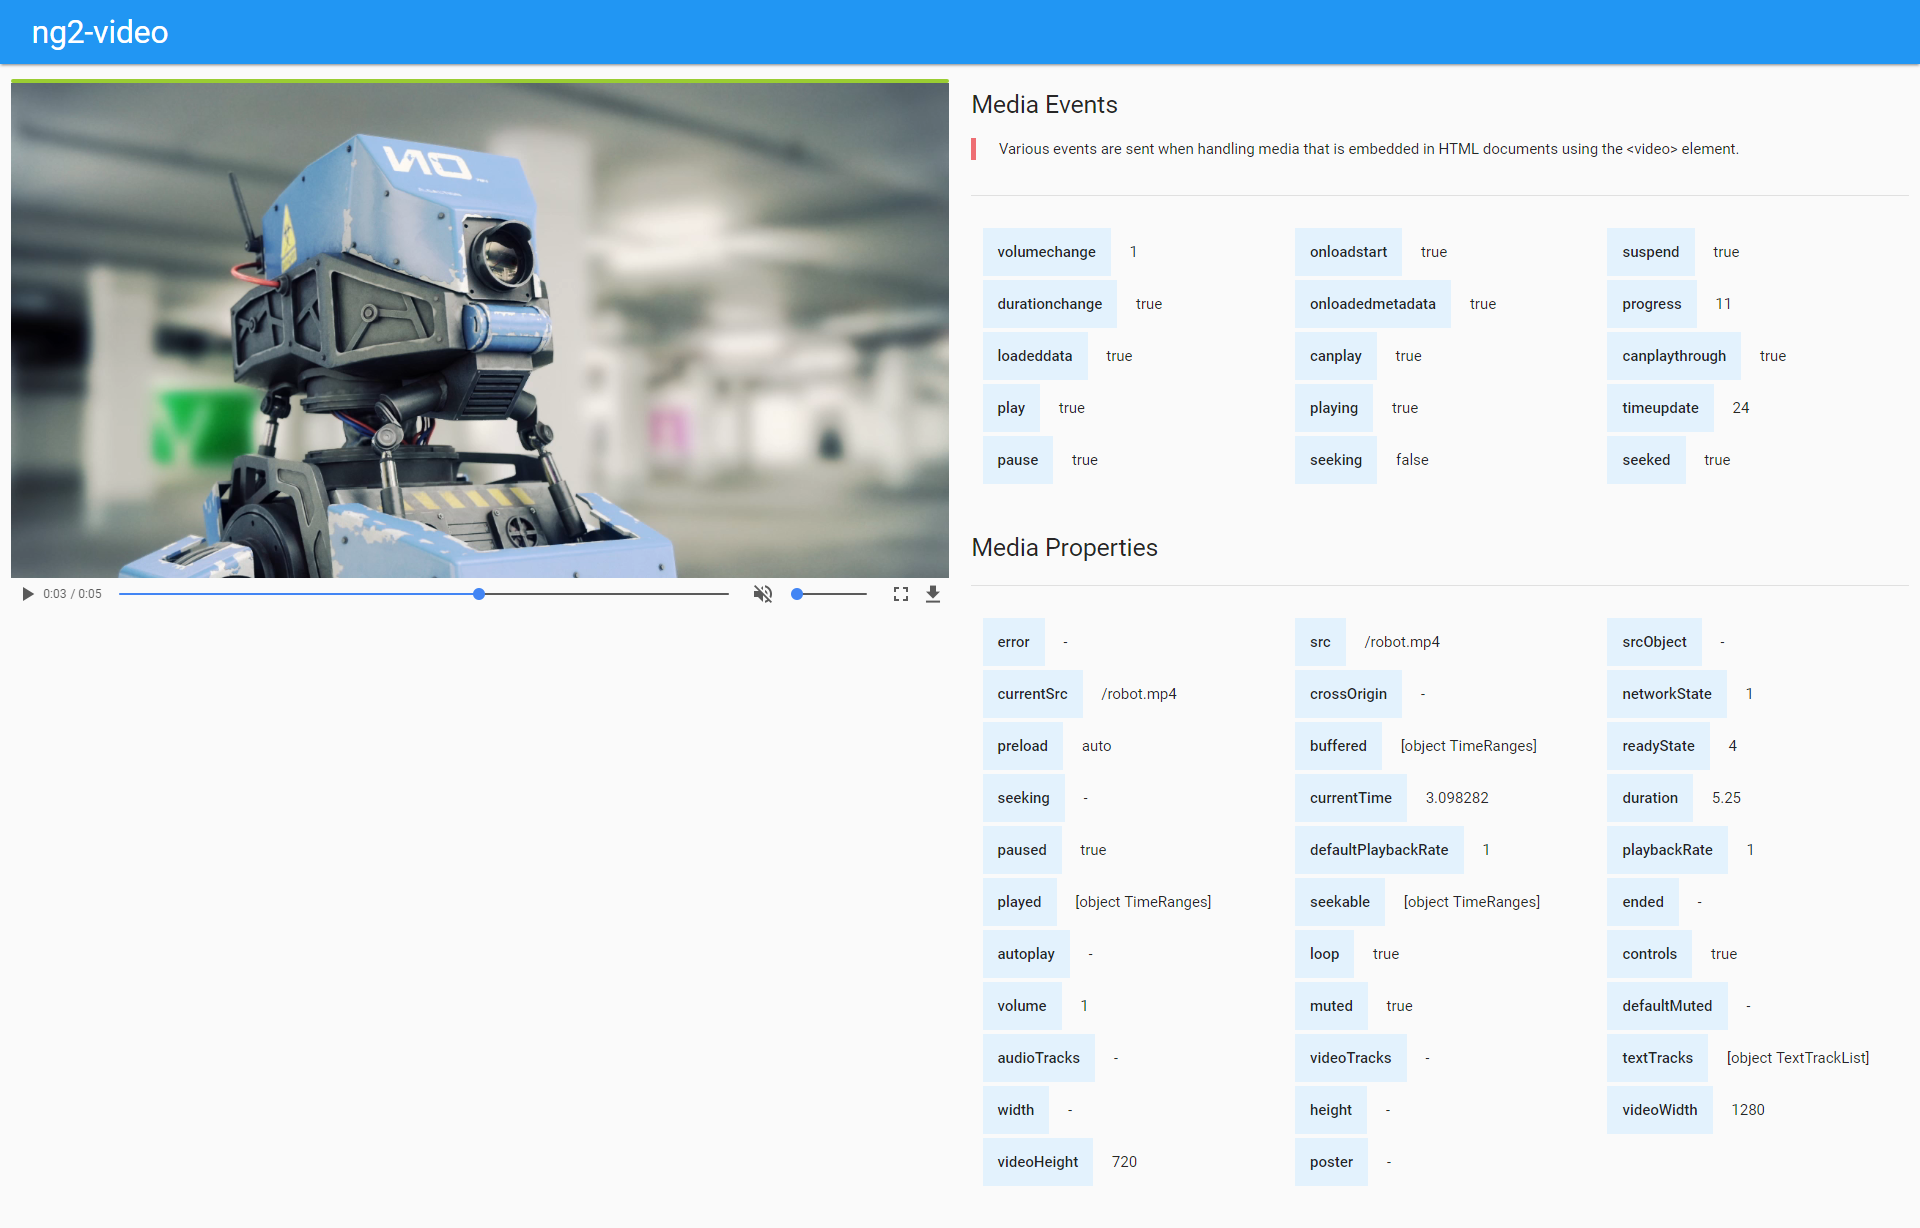 ng2-video
ИО
0:03 / 0:05
Media Events
Various events are sent when handling media that is embedded in HTML documents using the <video> element.
volumechange 1 onloadstart true suspend true
durationchange true onloadedmetadata true progress 11
loadeddata true canplay true canplaythrough true
play true playing true timeupdate 24
pause true seeking false seeked true
Media Properties
error - src /robot.mp4 srcObject -
currentSrc /robot.mp4 crossOrigin - networkState 1
preload auto buffered [object TimeRanges] readyState 4
seeking - currentTime 3.098282 duration 5.25
paused true defaultPlaybackRate 1 playbackRate 1
played [object TimeRanges] seekable [object TimeRanges] ended -
autoplay - loop true controls true
volume 1 muted true defaultMuted -
audioTracks - videoTracks - textTracks [object TextTrackList]
width - height - videoWidth 1280
videoHeight 720 poster -